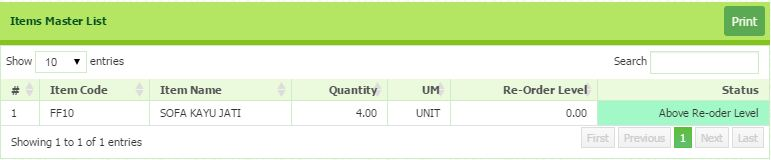 Items Master List Print
Show 10 entries Search
# Item Code Item Name Quantity UM Re-Order Level Status
1 FF10 SOFA KAYU JATI 4.00 UNIT 0.00 Above Re-oder Level
Showing 1 to 1 of 1 entries First Previous 1 Next Last